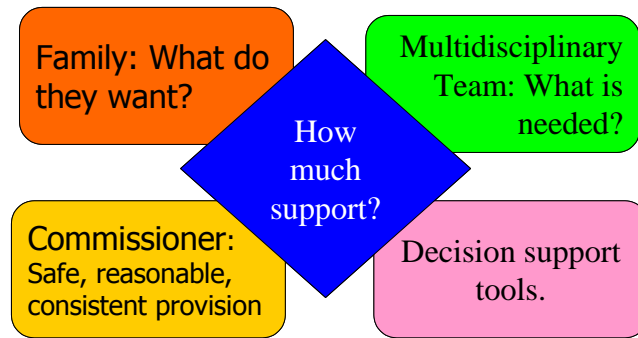 Family: What do
they want?
Multidisciplinary
Team: What is
needed?
How
much
support?
Commissioner:
Safe, reasonable,
consistent provision
Decision support
tools.